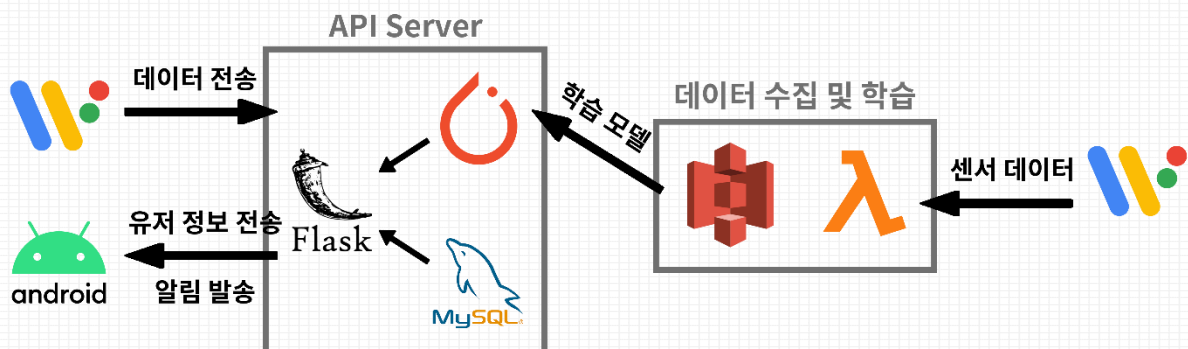 API Server
데이터 전송
학습 모델
데이터 수집 및 학습
센서 데이터
유저 정보 전송
Flask
android
알림 발송
MySQL